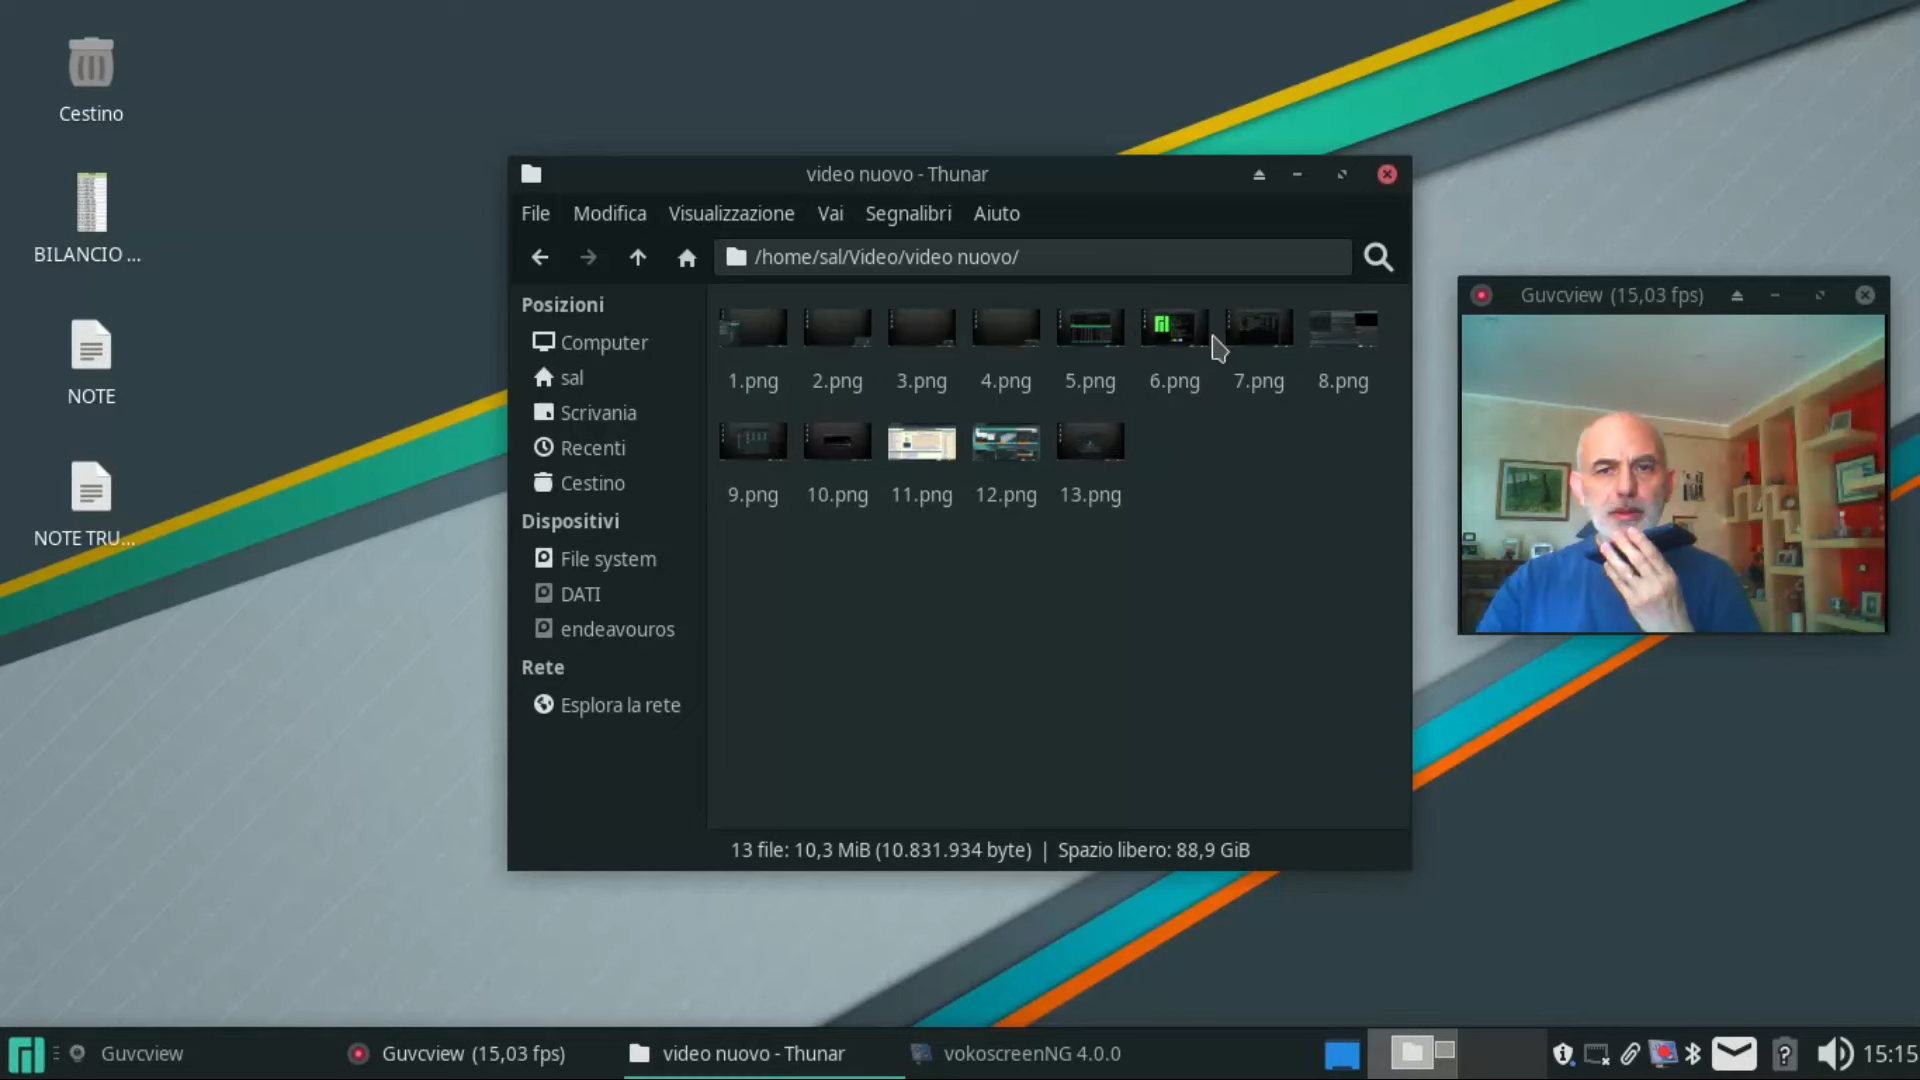 Cestino
BILANCIO ...
NOTE
NOTE TRU...
video nuovo - Thunar
File Modifica Visualizzazione Vai Segnalibri Aiuto
/home/sal/Video/video nuovo/
Posizioni
Computer
sal
Scrivania
Recenti
Cestino
Dispositivi
File system
DATI
endeavouros
Rete
Esplora la rete
1.png 2.png 3.png 4.png 5.png 6.png 7.png 8.png
9.png 10.png 11.png 12.png 13.png
13 file: 10,3 MiB (10.831.934 byte) | Spazio libero: 88,9 GiB
Guvcview (15,03 fps)
Guvcview
Guvcview (15,03 fps)
video nuovo - Thunar
vokoscreenNG 4.0.0
15:15